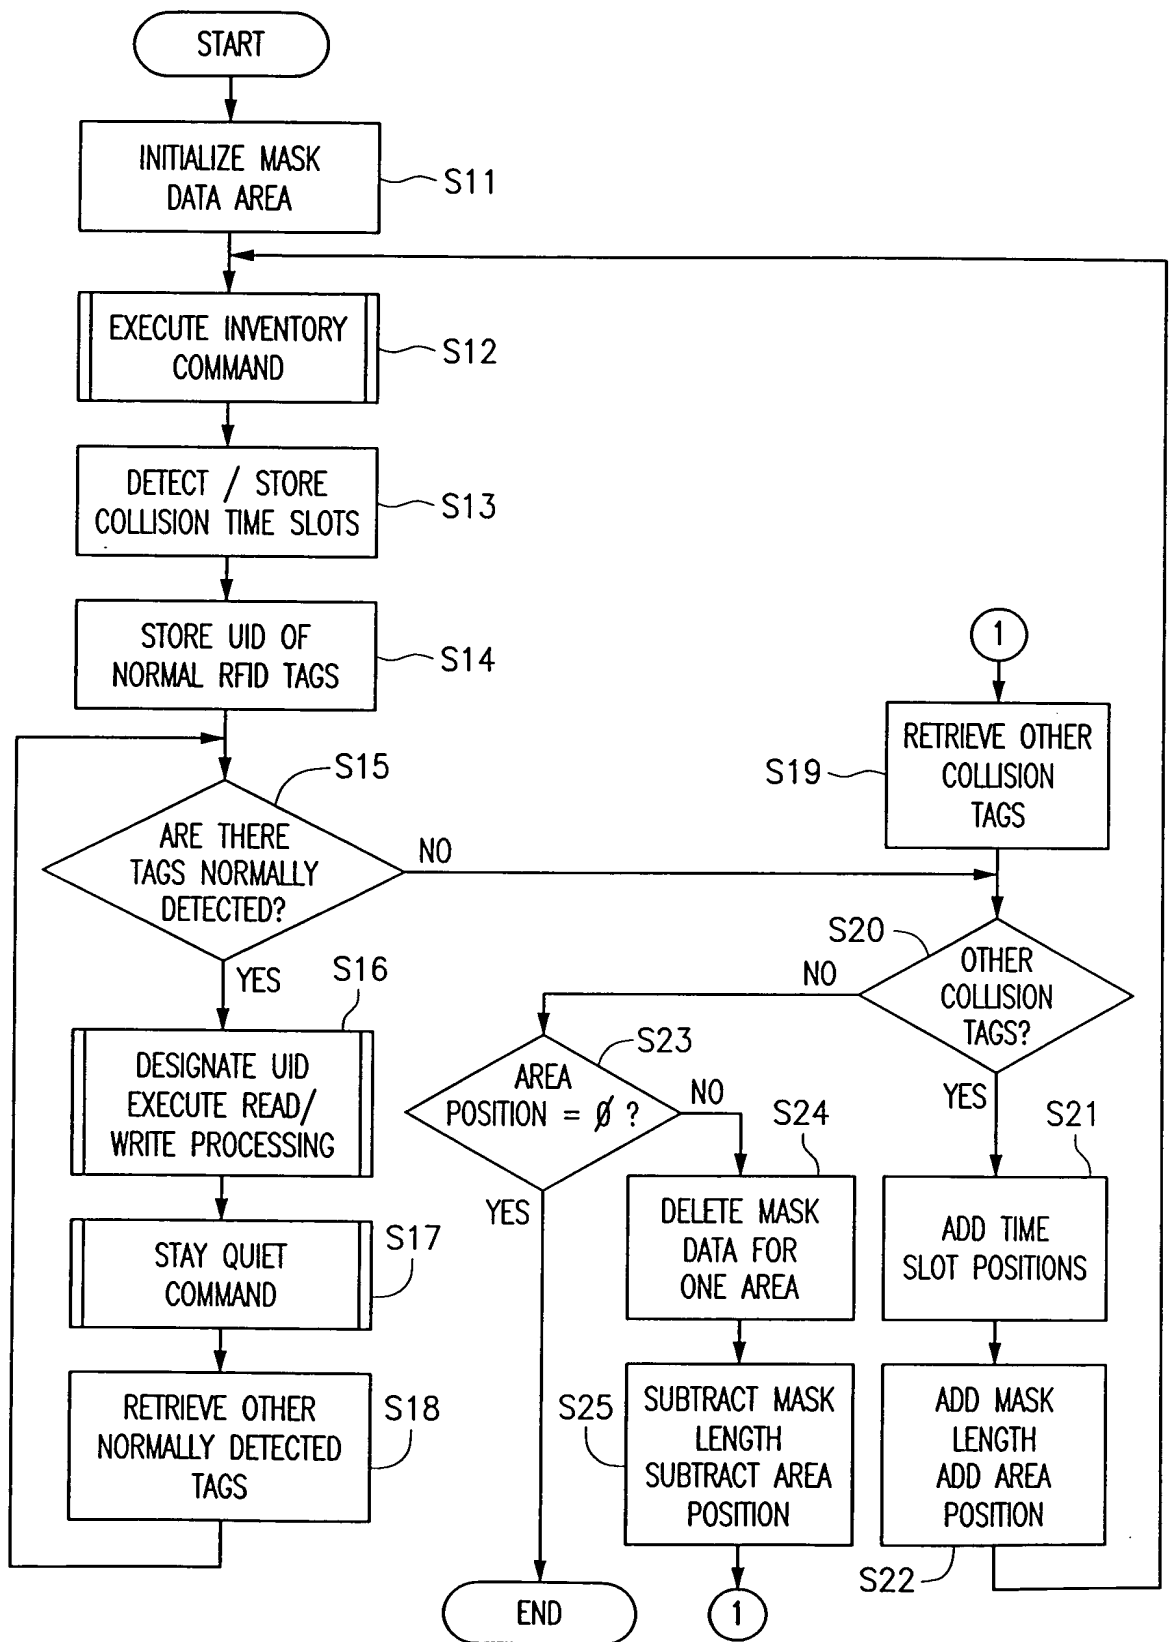 START
INITIALIZE MASK
DATA AREA
S11
EXECUTE INVENTORY
COMMAND
S12
DETECT / STORE
COLLISION TIME SLOTS
S13
STORE UID OF
NORMAL RFID TAGS
S14
S15
ARE THERE
TAGS NORMALLY
DETECTED?
NO
YES
S16
DESIGNATE UID
EXECUTE READ/
WRITE PROCESSING
STAY QUIET
COMMAND
S17
RETRIEVE OTHER
NORMALLY DETECTED
TAGS
S18
1
RETRIEVE OTHER
COLLISION
TAGS
S19
S20
OTHER
COLLISION
TAGS?
NO
YES
S23
AREA
POSITION = Ø ?
NO
YES
S24
DELETE MASK
DATA FOR
ONE AREA
S25
SUBTRACT MASK
LENGTH
SUBTRACT AREA
POSITION
S21
ADD TIME
SLOT POSITIONS
ADD MASK
LENGTH
ADD AREA
POSITION
S22
END
1